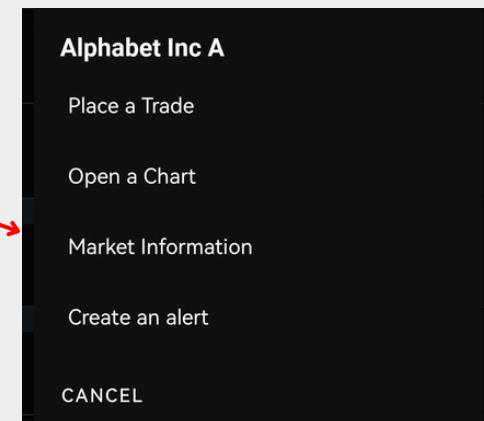 Alphabet Inc A
Place a Trade
Open a Chart
Market Information
Create an alert
CANCEL